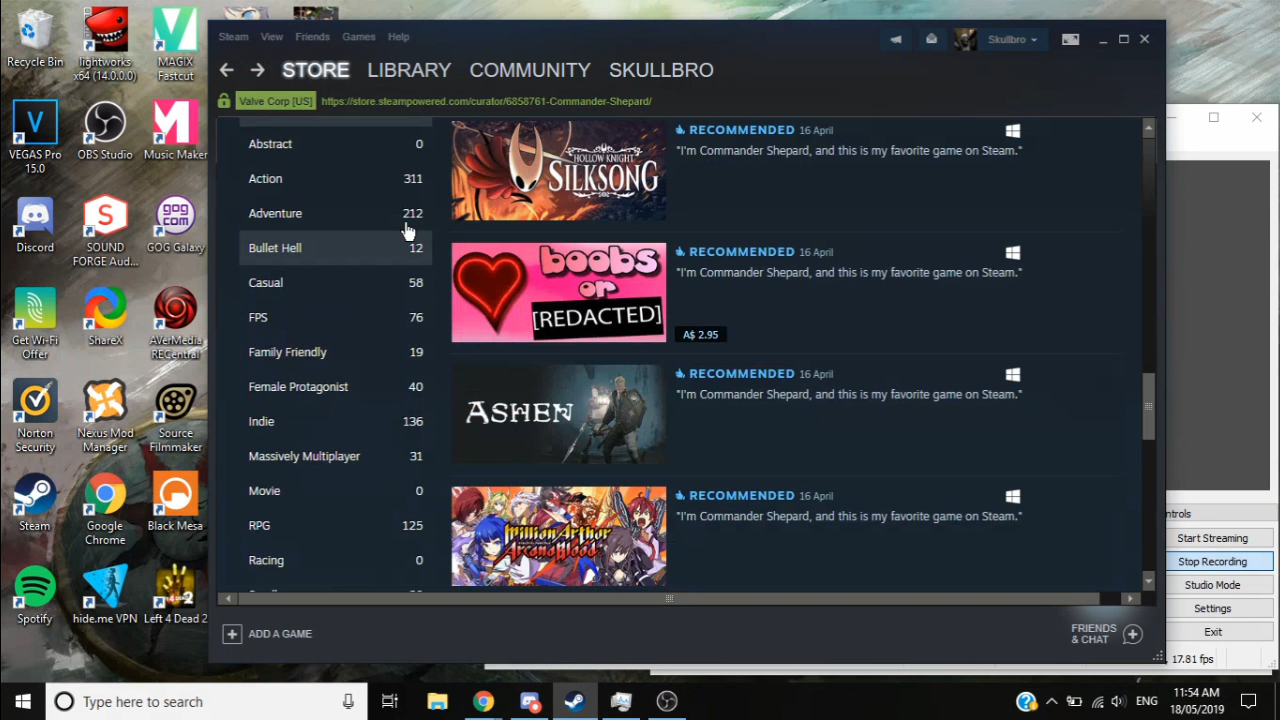 Recycle Bin
lightworks
x64 (14.0.0.0)
MAGIX
Fastcut
VEGAS Pro
15.0
OBS Studio
Music Maker
Discord
SOUND
FORGE Aud...
GOG Galaxy
Get Wi-Fi
Offer
ShareX
AVerMedia
RECentral
Norton
Security
Nexus Mod
Manager
Source
Filmmaker
Steam
Google
Chrome
Black Mesa
Spotify
hide.me VPN
Left 4 Dead 2
Steam View Friends Games Help
Skullbro
STORE LIBRARY COMMUNITY SKULLBRO
Valve Corp [US] https://store.steampowered.com/curator/6858761-Commander-Shepard/
Abstract 0
Action 311
Adventure 212
Bullet Hell 12
Casual 58
FPS 76
Family Friendly 19
Female Protagonist 40
Indie 136
Massively Multiplayer 31
Movie 0
RPG 125
Racing 0
HOLLOW KNIGHT
SILKSONG
RECOMMENDED 16 April
"I'm Commander Shepard, and this is my favorite game on Steam."
boobs
or
[REDACTED]
RECOMMENDED 16 April
"I'm Commander Shepard, and this is my favorite game on Steam."
A$ 2.95
ASHEN
RECOMMENDED 16 April
"I'm Commander Shepard, and this is my favorite game on Steam."
Million Arthur
Arcana Blood
RECOMMENDED 16 April
"I'm Commander Shepard, and this is my favorite game on Steam."
ADD A GAME
FRIENDS
& CHAT
ntrols
Start Streaming
Stop Recording
Studio Mode
Settings
Exit
17.81 fps
Type here to search
ENG
11:54 AM
18/05/2019